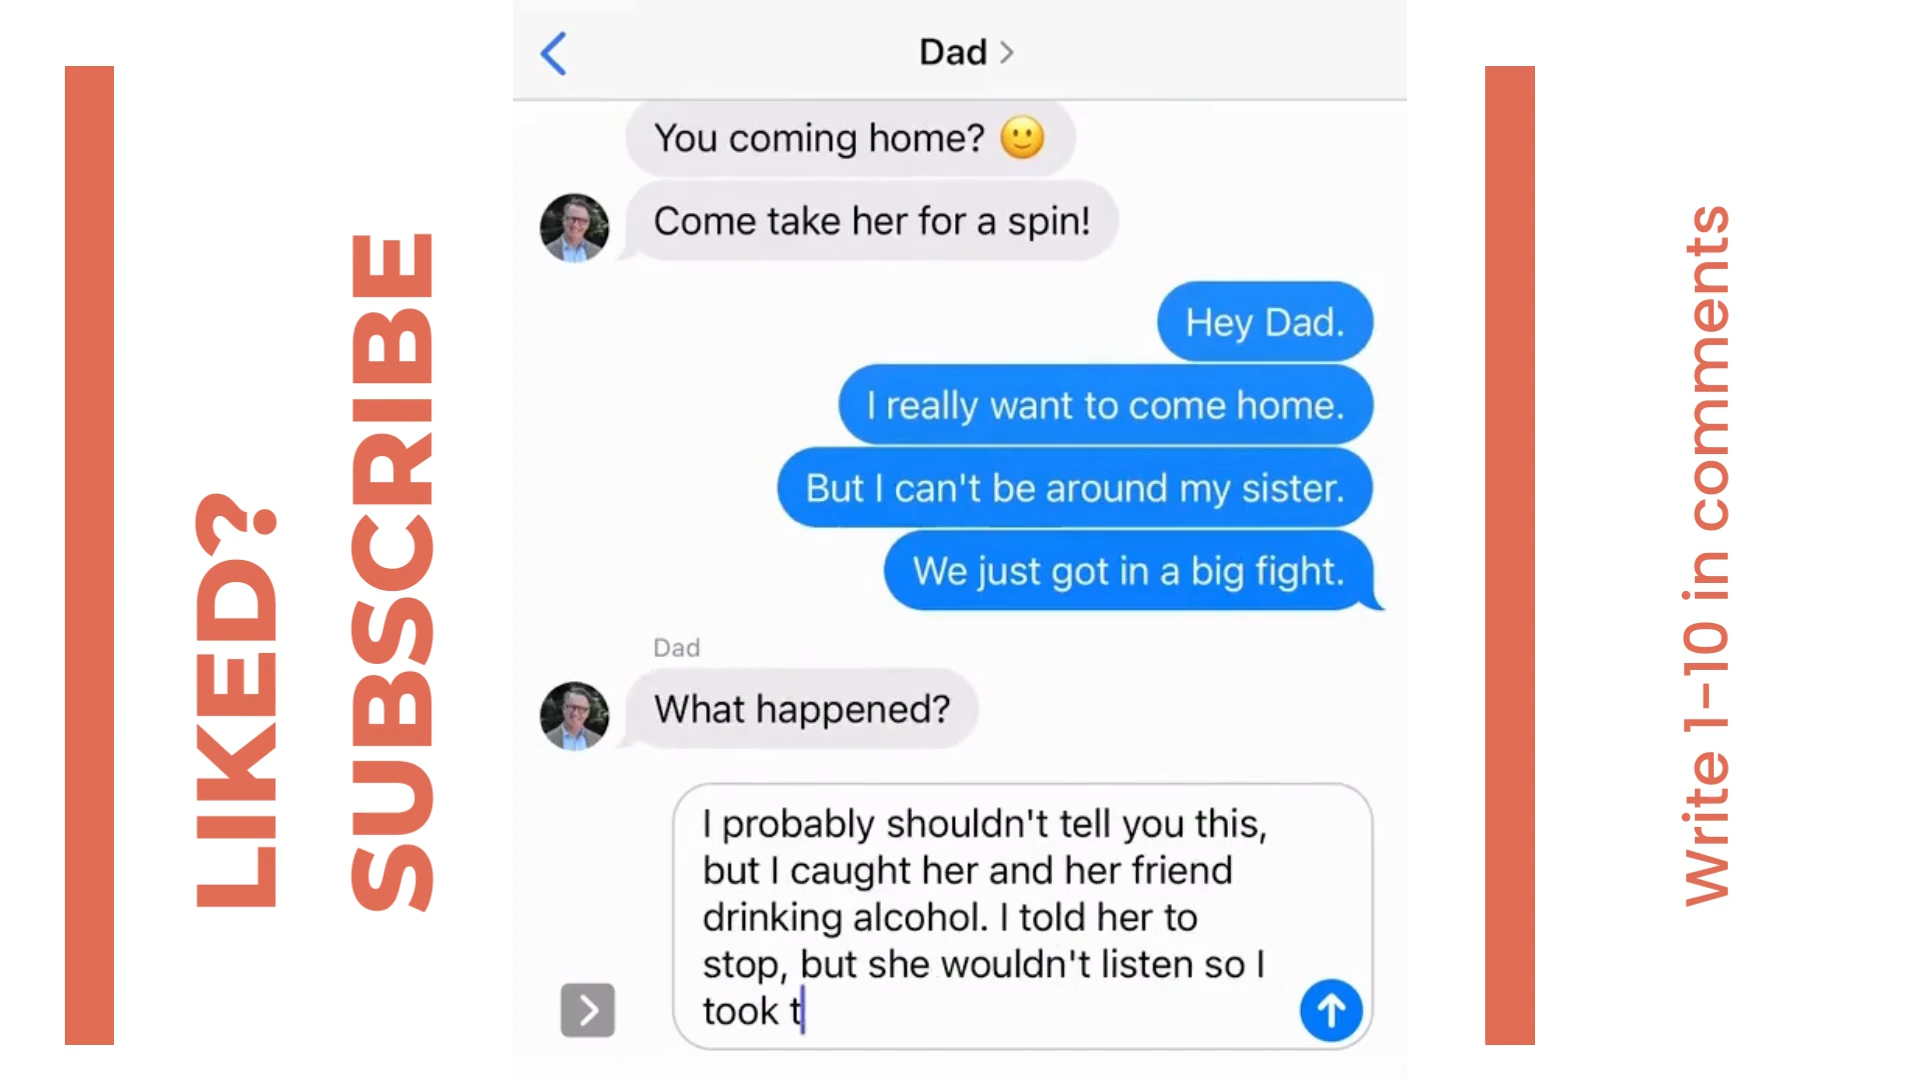 LIKED?
SUBSCRIBE
Dad
You coming home? 🙂
Come take her for a spin!
Hey Dad.
I really want to come home.
But I can't be around my sister.
We just got in a big fight.
Dad
What happened?
I probably shouldn't tell you this,
but I caught her and her friend
drinking alcohol. I told her to
stop, but she wouldn't listen so I
took t
Write 1-10 in comments